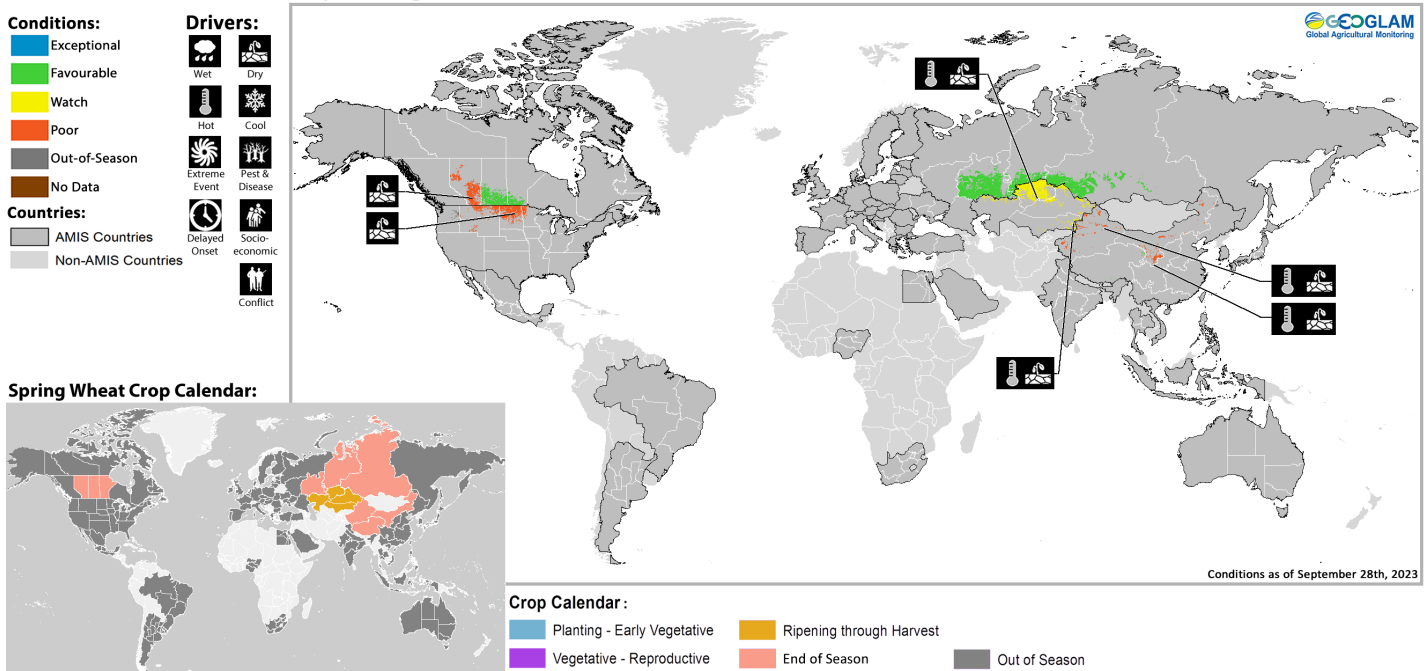 Conditions:
Exceptional
Favourable
Watch
Poor
Out-of-Season
No Data
Countries:
AMIS Countries
Non-AMIS Countries
Drivers:
Wet
Dry
Hot
Cool
Extreme
Event
Pest &
Disease
Delayed
Onset
Socio-
economic
Conflict
GEOGLAM
Global Agricultural Monitoring
Conditions as of September 28th, 2023
Spring Wheat Crop Calendar:
Crop Calendar :
Planting - Early Vegetative
Vegetative - Reproductive
Ripening through Harvest
End of Season
Out of Season